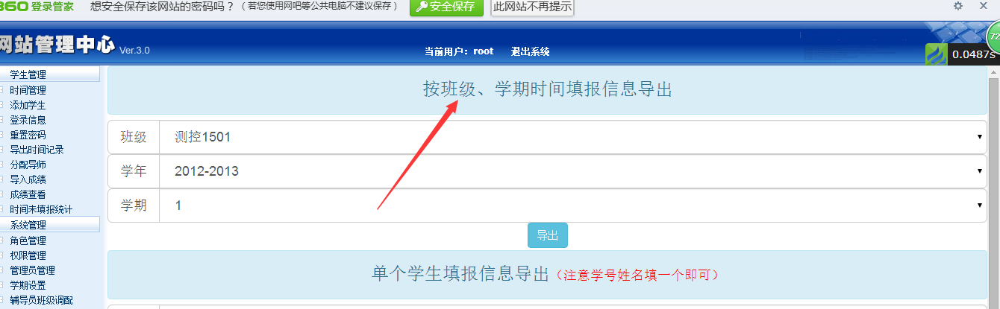 360 登录管家 想安全保存该网站的密码吗？（若您使用网吧等公共电脑不建议保存） 安全保存 此网站不再提示
网站管理中心 Ver.3.0
当前用户：root 退出系统
72
0.0487s
学生管理
时间管理
添加学生
登录信息
重置密码
导出时间记录
分配导师
导入成绩
成绩查看
时间未填报统计
系统管理
角色管理
权限管理
管理员管理
学期设置
辅导员班级调配
按班级、学期时间填报信息导出
班级 测控1501
学年 2012-2013
学期 1
导出
单个学生填报信息导出（注意学号姓名填一个即可）